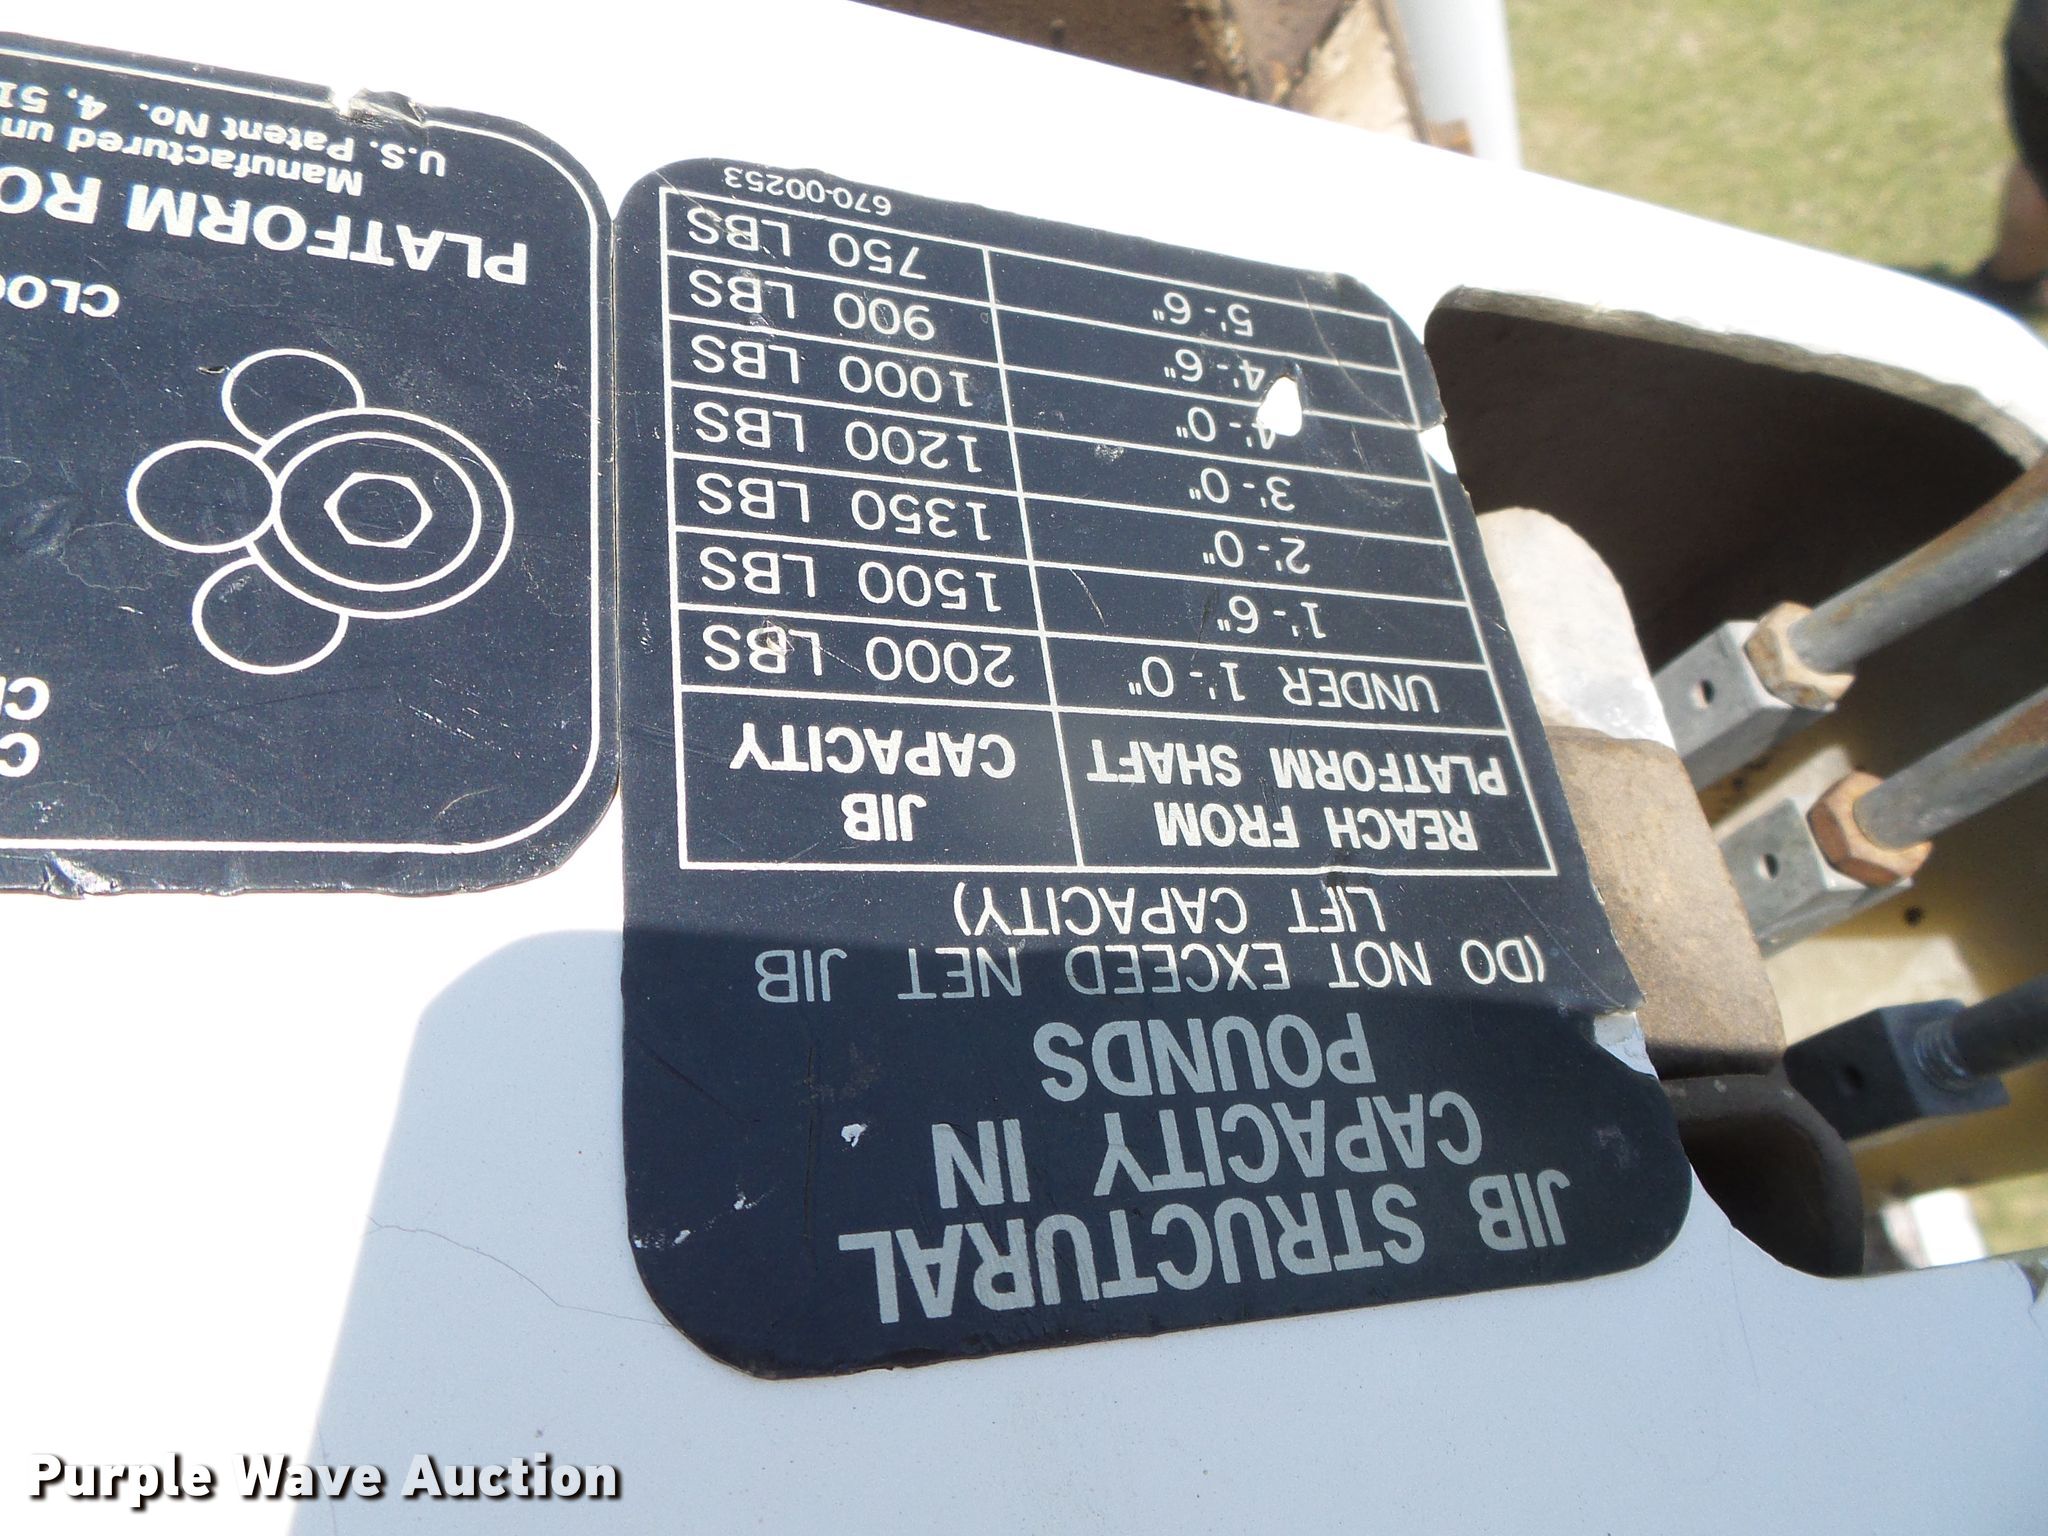 JIB STRUCTURAL
CAPACITY IN
POUNDS
(DO NOT EXCEED NET JIB
LIFT CAPACITY)
REACH FROM
PLATFORM SHAFT
JIB
CAPACITY
UNDER 1'-0" 2000 LBS
1'-6" 1500 LBS
2'-0" 1350 LBS
3'-0" 1200 LBS
4'-0" 1000 LBS
4'-6" 900 LBS
5'-6" 750 LBS
670-00253
PLATFORM
Manufactured
U.S. Patent No. 4,
Purple Wave Auction